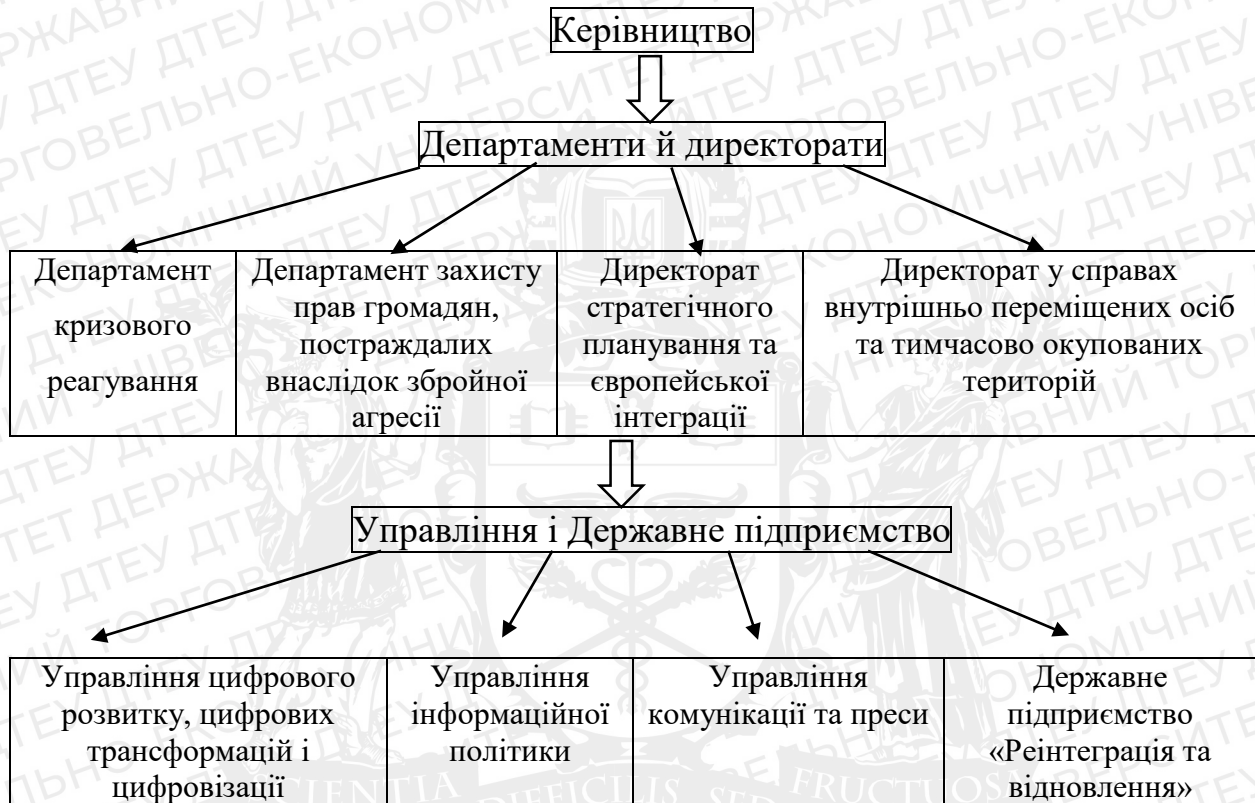 Керівництво
Департаменти й директорати
Департамент
кризового
реагування
Департамент захисту
прав громадян,
постраждалих
внаслідок збройної
агресії
Директорат
стратегічного
планування та
європейської
інтеграції
Директорат у справах
внутрішньо переміщених осіб
та тимчасово окупованих
територій
Управління і Державне підприємство
Управління цифрового
розвитку, цифрових
трансформацій і
цифровізації
Управління
інформаційної
політики
Управління
комунікації та преси
Державне
підприємство
«Реінтеграція та
відновлення»